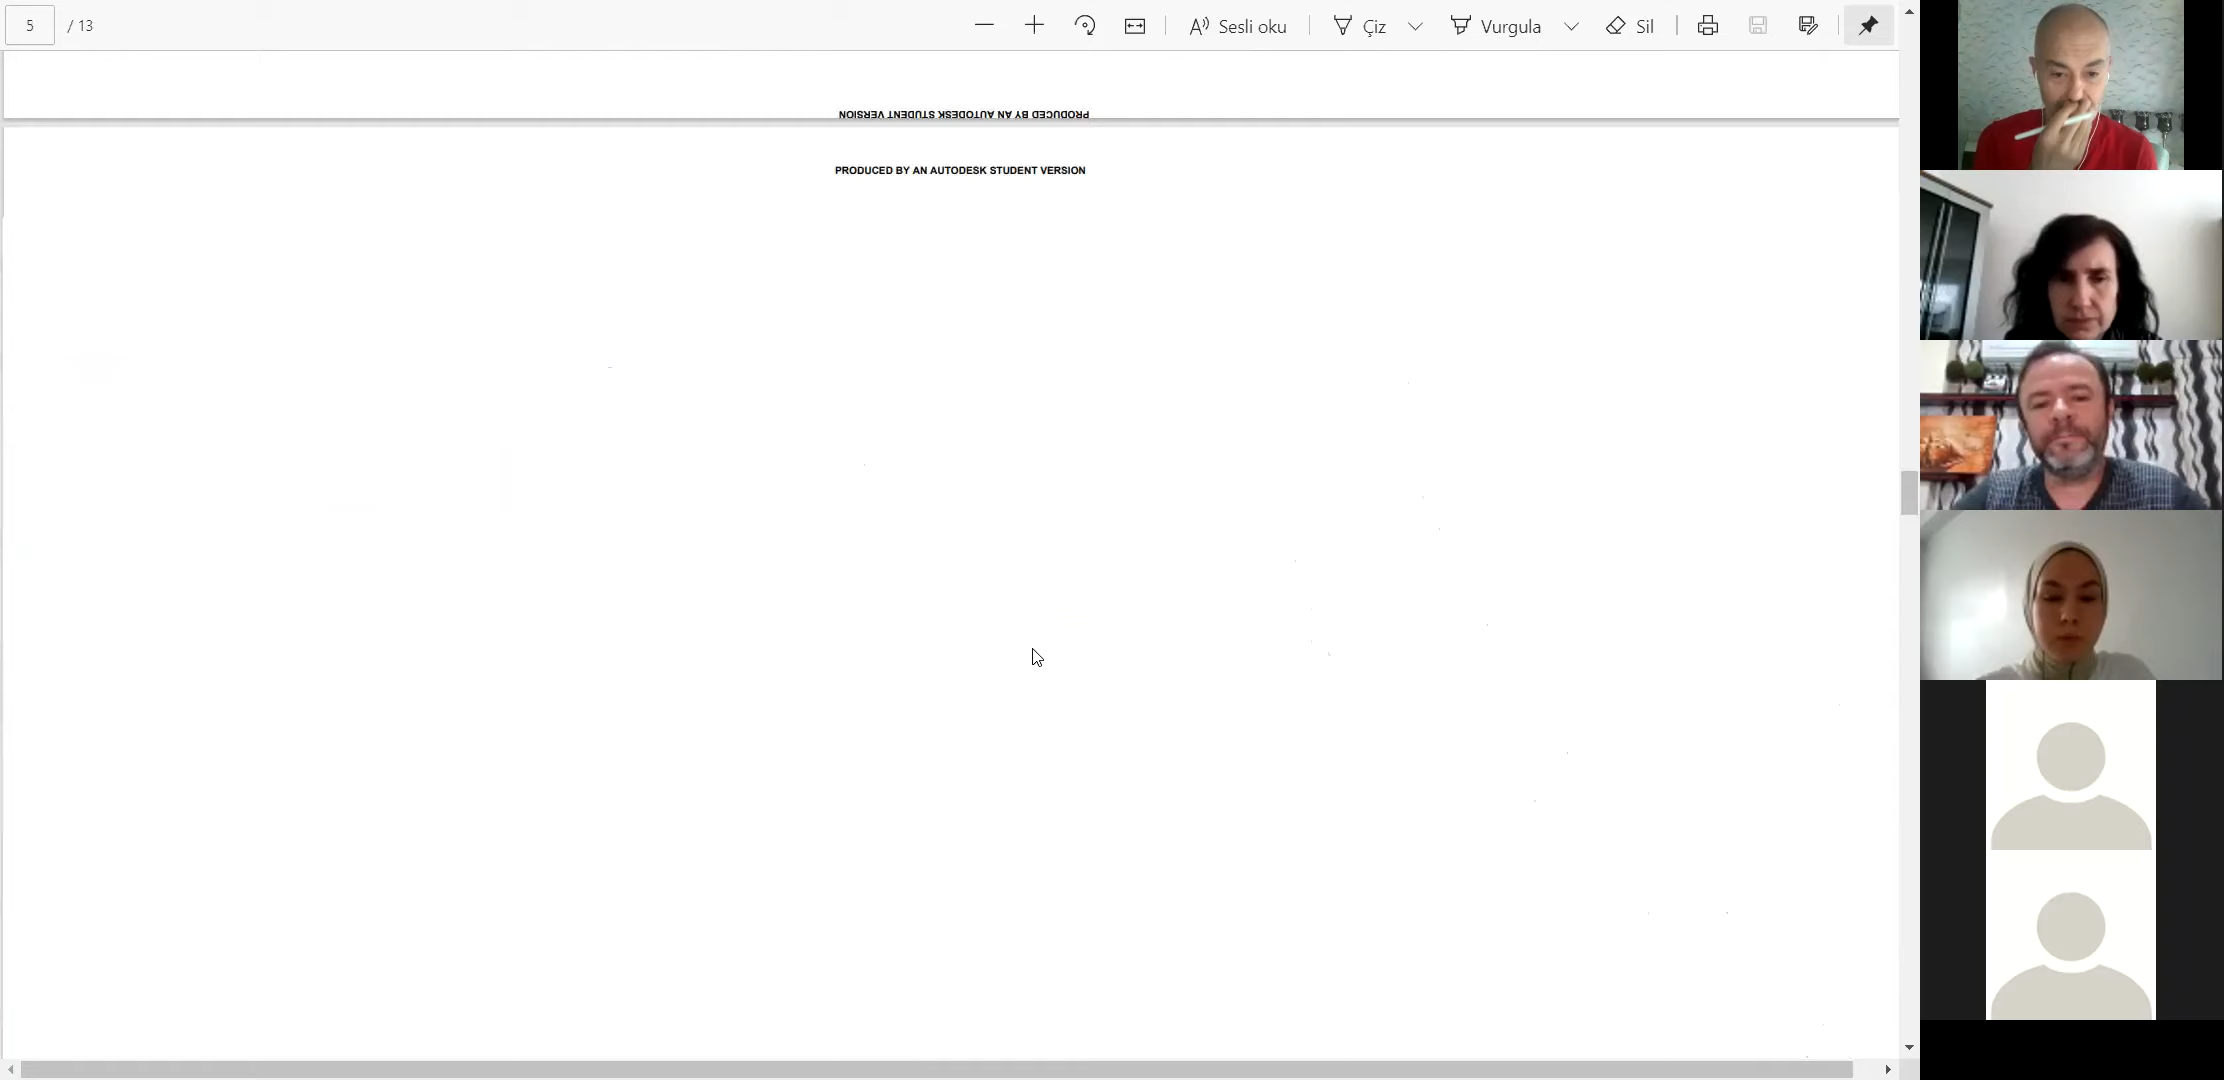 5 / 13 Sesli oku Çiz Vurgula Sil
PRODUCED BY AN AUTODESK STUDENT VERSION
PRODUCED BY AN AUTODESK STUDENT VERSION